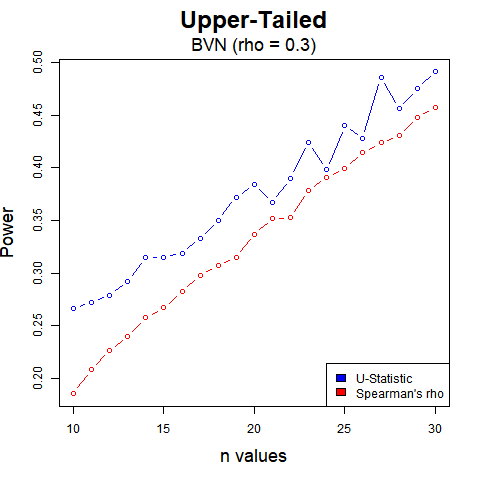 Upper-Tailed
BVN (rho = 0.3)
Power
0.50
0.45
0.40
0.35
0.30
0.25
0.20
U-Statistic
Spearman's rho
10 15 20 25 30
n values